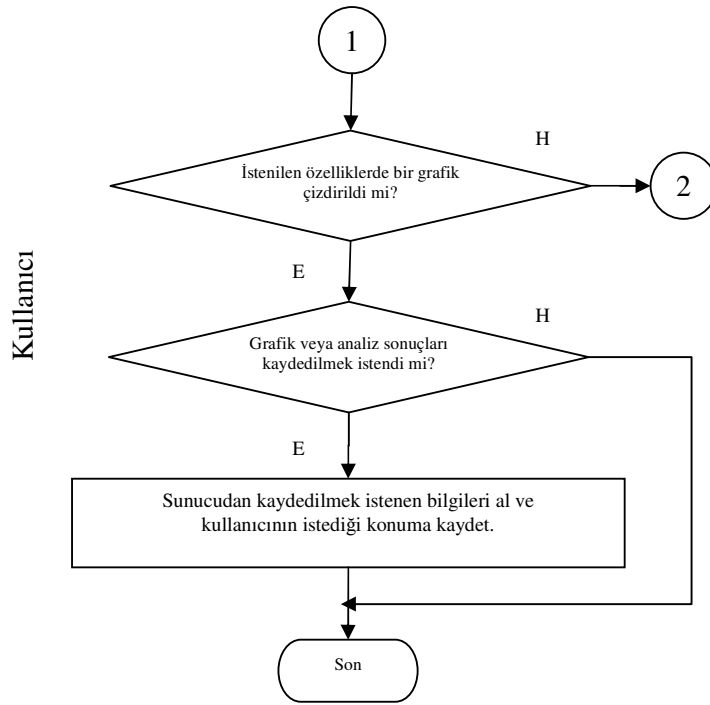 1
H
İstenilen özelliklerde bir grafik
çizdirildi mi?
2
E
Kullanıcı
H
Grafik veya analiz sonuçları
kaydedilmek istendi mi?
E
Sunucudan kaydedilmek istenen bilgileri al ve
kullanıcının istediği konuma kaydet.
Son